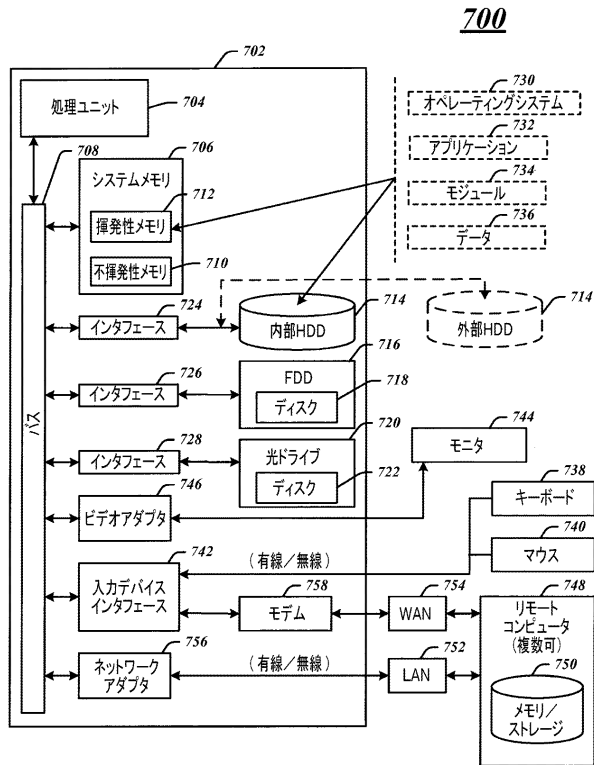 700
702
処理ユニット
704
708
706
システムメモリ
712
揮発性メモリ
710
不揮発性メモリ
730
オペレーティングシステム
732
アプリケーション
734
モジュール
736
データ
724
インタフェース
内部HDD
714
外部HDD
714
716
726
インタフェース
FDD
718
ディスク
720
728
インタフェース
光ドライブ
722
ディスク
744
モニタ
バス
746
ビデオアダプタ
738
キーボード
740
マウス
742
入力デバイス
インタフェース
(有線/無線)
758
モデム
754
WAN
748
リモート
コンピュータ
(複数可)
750
メモリ/
ストレージ
756
ネットワーク
アダプタ
(有線/無線)
752
LAN